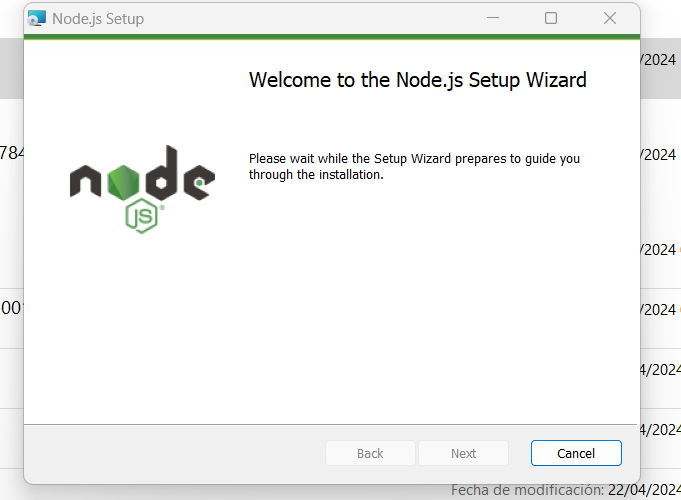 Node.js Setup
/2024
Welcome to the Node.js Setup Wizard
784
/2024
Please wait while the Setup Wizard prepares to guide you
through the installation.
node
JS
/2024
001
/2024
4/2024
4/2024
Back
Next
Cancel
Fecha de modificación: 22/04/2024